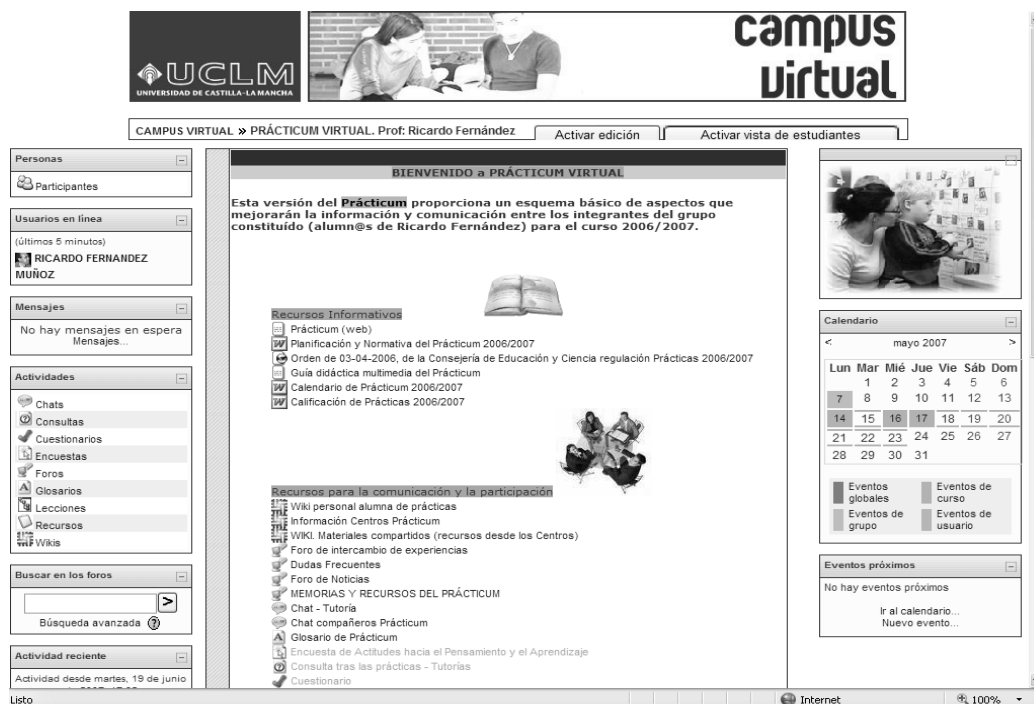 UCLM
UNIVERSIDAD DE CASTILLA-LA MANCHA
campus
virtual
CAMPUS VIRTUAL » PRÁCTICUM VIRTUAL. Prof: Ricardo Fernández
Activar edición
Activar vista de estudiantes
Personas
Participantes
Usuarios en línea
(últimos 5 minutos)
RICARDO FERNANDEZ
MUÑOZ
Mensajes
No hay mensajes en espera
Mensajes...
Actividades
Chats
Consultas
Cuestionarios
Encuestas
Foros
Glosarios
Lecciones
Recursos
Wikis
Buscar en los foros
>
Búsqueda avanzada ?
Actividad reciente
Actividad desde martes, 19 de junio
BIENVENIDO a PRÁCTICUM VIRTUAL
Esta versión del Prácticum proporciona un esquema básico de aspectos que
mejorarán la información y comunicación entre los integrantes del grupo
constituído (alumn@s de Ricardo Fernández) para el curso 2006/2007.
Recursos Informativos
Prácticum (web)
Planificación y Normativa del Prácticum 2006/2007
Orden de 03-04-2006, de la Consejería de Educación y Ciencia regulación Prácticas 2006/2007
Guía didáctica multimedia del Prácticum
Calendario de Prácticum 2006/2007
Calificación de Prácticas 2006/2007
Recursos para la comunicación y la participación
Wiki personal alumna de prácticas
Información Centros Prácticum
WIKI. Materiales compartidos (recursos desde los Centros)
Foro de intercambio de experiencias
Dudas Frecuentes
Foro de Noticias
MEMORIAS Y RECURSOS DEL PRÁCTICUM
Chat - Tutoría
Chat compañeros Prácticum
Glosario de Prácticum
Encuesta de Actitudes hacia el Pensamiento y el Aprendizaje
Consulta tras las prácticas - Tutorías
Cuestionario
Calendario
< mayo 2007 >
Lun Mar Mié Jue Vie Sáb Dom
1 2 3 4 5 6
7 8 9 10 11 12 13
14 15 16 17 18 19 20
21 22 23 24 25 26 27
28 29 30 31
Eventos globales
Eventos de curso
Eventos de grupo
Eventos de usuario
Eventos próximos
No hay eventos próximos
Ir al calendario...
Nuevo evento...
Listo
Internet
100%